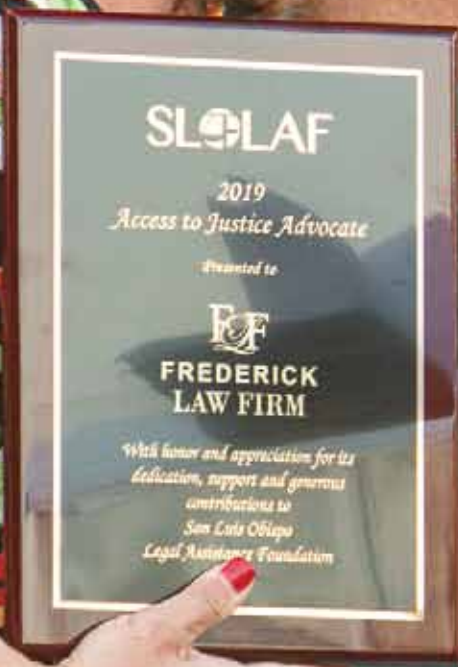 SLOLAF
2019
Access to Justice Advocate
Presented to
F&F
FREDERICK
LAW FIRM
With honor and appreciation for its
dedication, support and generous
contributions to
San Luis Obispo
Legal Assistance Foundation